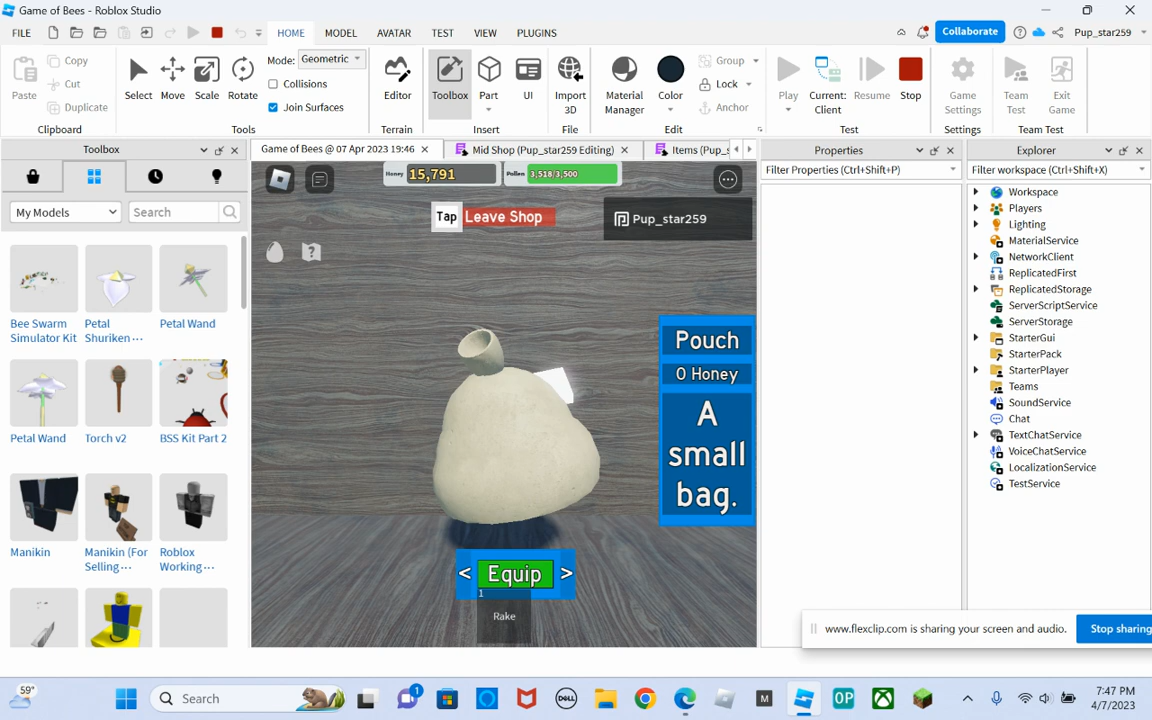 Game of Bees - Roblox Studio
FILE
HOME
MODEL
AVATAR
TEST
VIEW
PLUGINS
Collaborate
Pup_star259
Paste
Copy
Cut
Duplicate
Clipboard
Select
Move
Scale
Rotate
Mode:
Geometric
Collisions
Join Surfaces
Tools
Editor
Terrain
Toolbox
Part
UI
Insert
Import
3D
File
Material
Manager
Color
Group
Lock
Anchor
Edit
Play
Current:
Client
Resume
Stop
Test
Game
Settings
Settings
Team
Test
Exit
Game
Team Test
Toolbox
My Models
Search
Bee Swarm
Simulator Kit
Petal
Shuriken ...
Petal Wand
Petal Wand
Torch v2
BSS Kit Part 2
Manikin
Manikin (For
Selling...
Roblox
Working...
Game of Bees @ 07 Apr 2023 19:46
Mid Shop (Pup_star259 Editing)
Items (Pup_s
Honey
15,791
Pollen
3,518/3,500
Tap
Leave Shop
Pup_star259
?
Pouch
0 Honey
A
small
bag.
< Equip >
1
Rake
Properties
Filter Properties (Ctrl+Shift+P)
Explorer
Filter workspace (Ctrl+Shift+X)
Workspace
Players
Lighting
MaterialService
NetworkClient
ReplicatedFirst
ReplicatedStorage
ServerScriptService
ServerStorage
StarterGui
StarterPack
StarterPlayer
Teams
SoundService
Chat
TextChatService
VoiceChatService
LocalizationService
TestService
www.flexclip.com is sharing your screen and audio.
Stop sharing
59°
Search
1
DELL
M
OP
7:47 PM
4/7/2023